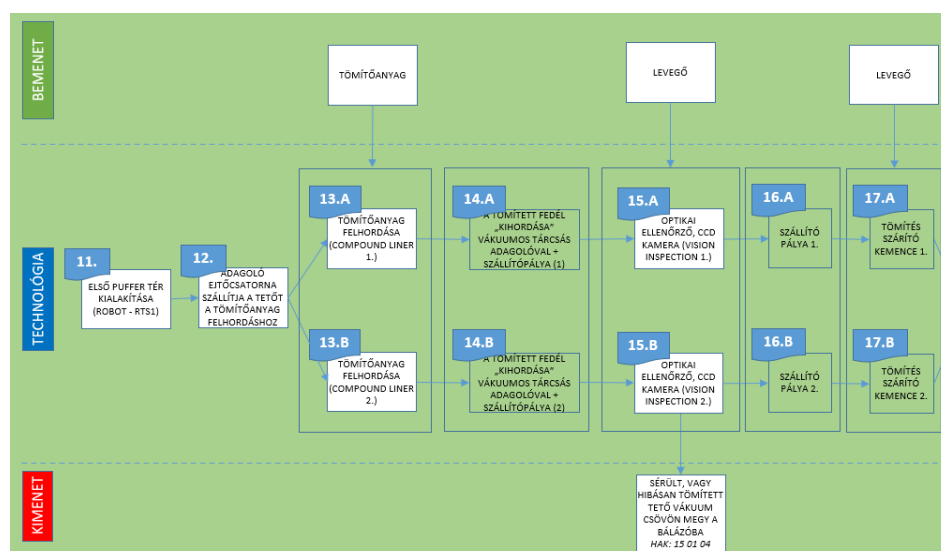 BEMENET
TÖMÍTŐANYAG
LEVEGŐ
LEVEGŐ
TECHNOLÓGIA
11.
ELSŐ PUFFER TÉR
KIALAKÍTÁSA
(ROBOT - RTS1)
12.
ADAGOLÓ
EJTŐCSATORNA
SZÁLLÍTJA A TETŐT
A TÖMÍTŐANYAG
FELHORDÁSHOZ
13.A
TÖMÍTŐANYAG
FELHORDÁSA
(COMPOUND LINER
1.)
14.A
A TÖMÍTETT FEDÉL
„KIHORDÁSA”
VÁKUUMOS TÁRCSÁS
ADAGOLÓVAL +
SZÁLLÍTÓPÁLYA (1)
15.A
OPTIKAI
ELLENŐRZŐ, CCD
KAMERA (VISION
INSPECTION 1.)
16.A
SZÁLLÍTÓ
PÁLYA 1.
17.A
TÖMÍTÉS
SZÁRÍTÓ
KEMENCE 1.
13.B
TÖMÍTŐANYAG
FELHORDÁSA
(COMPOUND LINER
2.)
14.B
A TÖMÍTETT FEDÉL
„KIHORDÁSA”
VÁKUUMOS TÁRCSÁS
ADAGOLÓVAL +
SZÁLLÍTÓPÁLYA (2)
15.B
OPTIKAI
ELLENŐRZŐ, CCD
KAMERA (VISION
INSPECTION 2.)
16.B
SZÁLLÍTÓ
PÁLYA 2.
17.B
TÖMÍTÉS
SZÁRÍTÓ
KEMENCE 2.
KIMENET
SÉRÜLT, VAGY
HIBÁSAN TÖMÍTETT
TETŐ VÁKUUM
CSÖVÖN MEGY A
BÁLÁZÓBA
HAK: 15 01 04